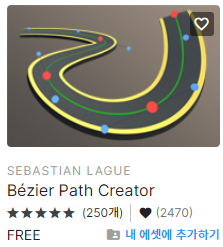 SEBASTIAN LAGUE
Bézier Path Creator
★★★★★ (250개) | ♥ (2470)
FREE 내 에셋에 추가하기